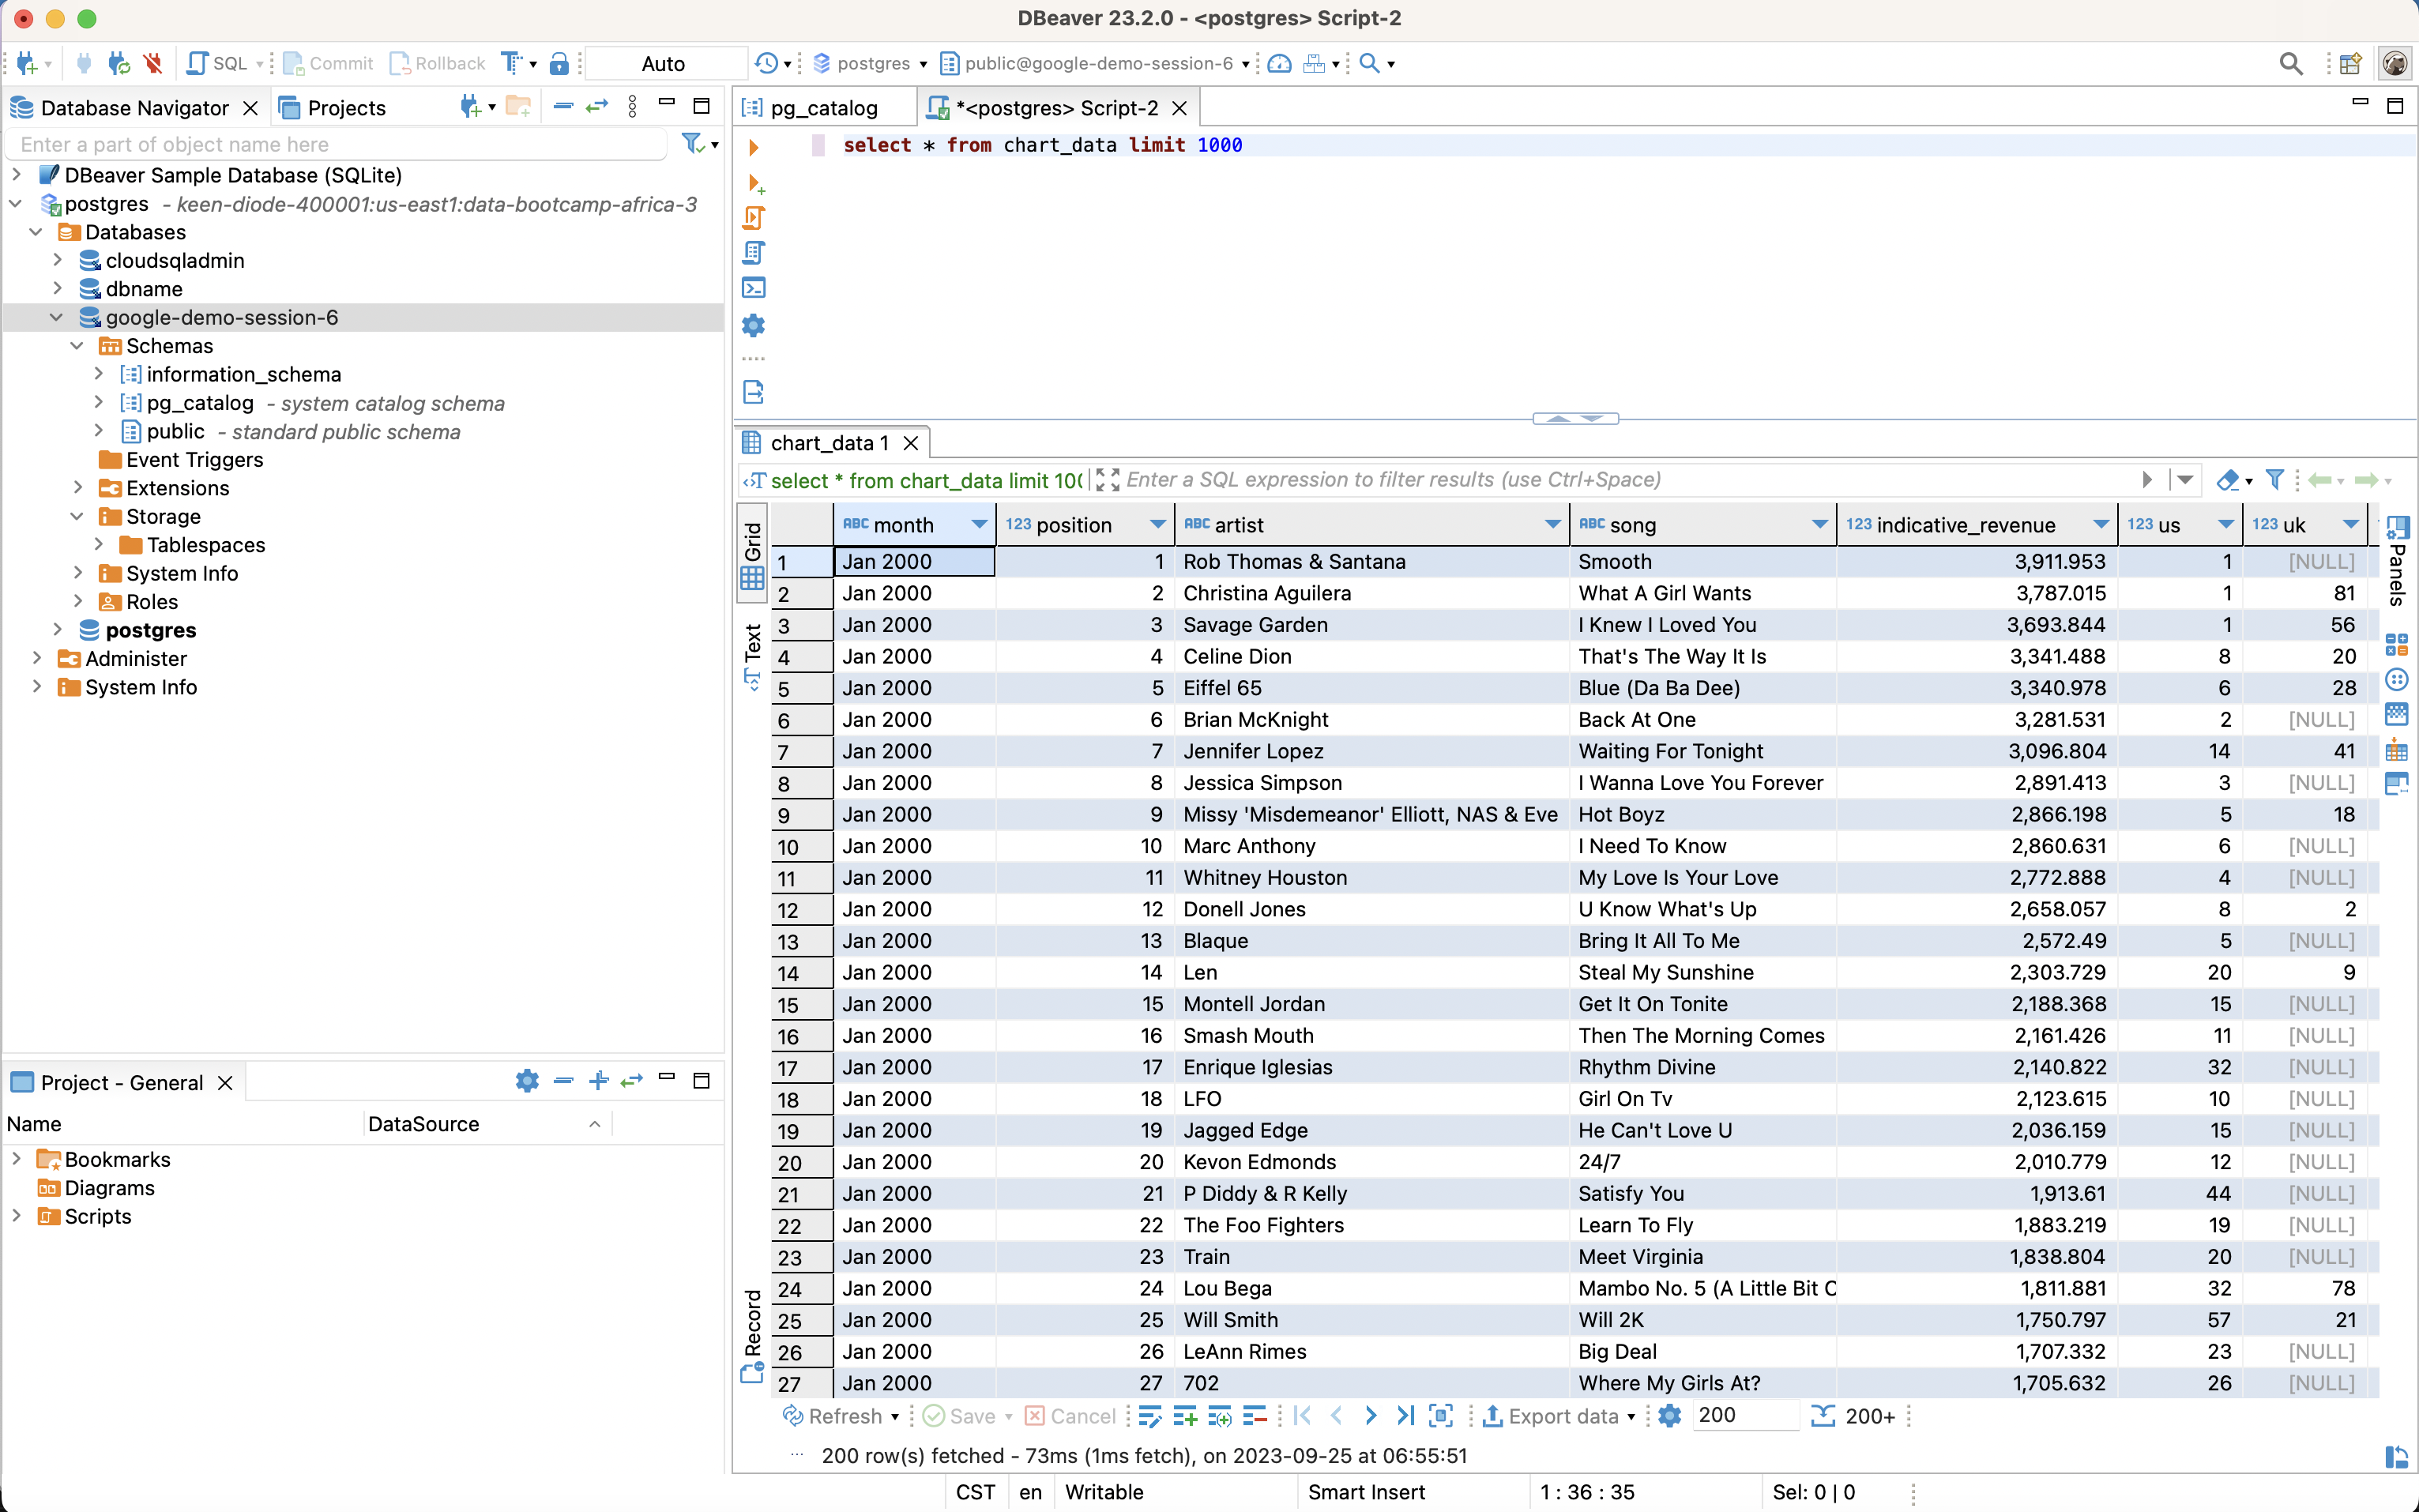 DBeaver 23.2.0 - <postgres> Script-2
SQL Commit Rollback Auto postgres public@google-demo-session-6
Database Navigator Projects
Enter a part of object name here
DBeaver Sample Database (SQLite)
postgres - keen-diode-400001:us-east1:data-bootcamp-africa-3
Databases
cloudsqladmin
dbname
google-demo-session-6
Schemas
information_schema
pg_catalog - system catalog schema
public - standard public schema
Event Triggers
Extensions
Storage
Tablespaces
System Info
Roles
postgres
Administer
System Info
Project - General
Name DataSource
Bookmarks
Diagrams
Scripts
pg_catalog *<postgres> Script-2
select * from chart_data limit 1000
chart_data 1
select * from chart_data limit 100 Enter a SQL expression to filter results (use Ctrl+Space)
Grid
Text
Record
Panels
ABC month 123 position ABC artist ABC song 123 indicative_revenue 123 us 123 uk
1 Jan 2000 1 Rob Thomas & Santana Smooth 3,911.953 1 [NULL]
2 Jan 2000 2 Christina Aguilera What A Girl Wants 3,787.015 1 81
3 Jan 2000 3 Savage Garden I Knew I Loved You 3,693.844 1 56
4 Jan 2000 4 Celine Dion That's The Way It Is 3,341.488 8 20
5 Jan 2000 5 Eiffel 65 Blue (Da Ba Dee) 3,340.978 6 28
6 Jan 2000 6 Brian McKnight Back At One 3,281.531 2 [NULL]
7 Jan 2000 7 Jennifer Lopez Waiting For Tonight 3,096.804 14 41
8 Jan 2000 8 Jessica Simpson I Wanna Love You Forever 2,891.413 3 [NULL]
9 Jan 2000 9 Missy 'Misdemeanor' Elliott, NAS & Eve Hot Boyz 2,866.198 5 18
10 Jan 2000 10 Marc Anthony I Need To Know 2,860.631 6 [NULL]
11 Jan 2000 11 Whitney Houston My Love Is Your Love 2,772.888 4 [NULL]
12 Jan 2000 12 Donell Jones U Know What's Up 2,658.057 8 2
13 Jan 2000 13 Blaque Bring It All To Me 2,572.49 5 [NULL]
14 Jan 2000 14 Len Steal My Sunshine 2,303.729 20 9
15 Jan 2000 15 Montell Jordan Get It On Tonite 2,188.368 15 [NULL]
16 Jan 2000 16 Smash Mouth Then The Morning Comes 2,161.426 11 [NULL]
17 Jan 2000 17 Enrique Iglesias Rhythm Divine 2,140.822 32 [NULL]
18 Jan 2000 18 LFO Girl On Tv 2,123.615 10 [NULL]
19 Jan 2000 19 Jagged Edge He Can't Love U 2,036.159 15 [NULL]
20 Jan 2000 20 Kevon Edmonds 24/7 2,010.779 12 [NULL]
21 Jan 2000 21 P Diddy & R Kelly Satisfy You 1,913.61 44 [NULL]
22 Jan 2000 22 The Foo Fighters Learn To Fly 1,883.219 19 [NULL]
23 Jan 2000 23 Train Meet Virginia 1,838.804 20 [NULL]
24 Jan 2000 24 Lou Bega Mambo No. 5 (A Little Bit 1,811.881 32 78
25 Jan 2000 25 Will Smith Will 2K 1,750.797 57 21
26 Jan 2000 26 LeAnn Rimes Big Deal 1,707.332 23 [NULL]
27 Jan 2000 27 702 Where My Girls At? 1,705.632 26 [NULL]
Refresh Save Cancel Export data 200 200+
200 row(s) fetched - 73ms (1ms fetch), on 2023-09-25 at 06:55:51
CST en Writable Smart Insert 1 : 36 : 35 Sel: 0 | 0